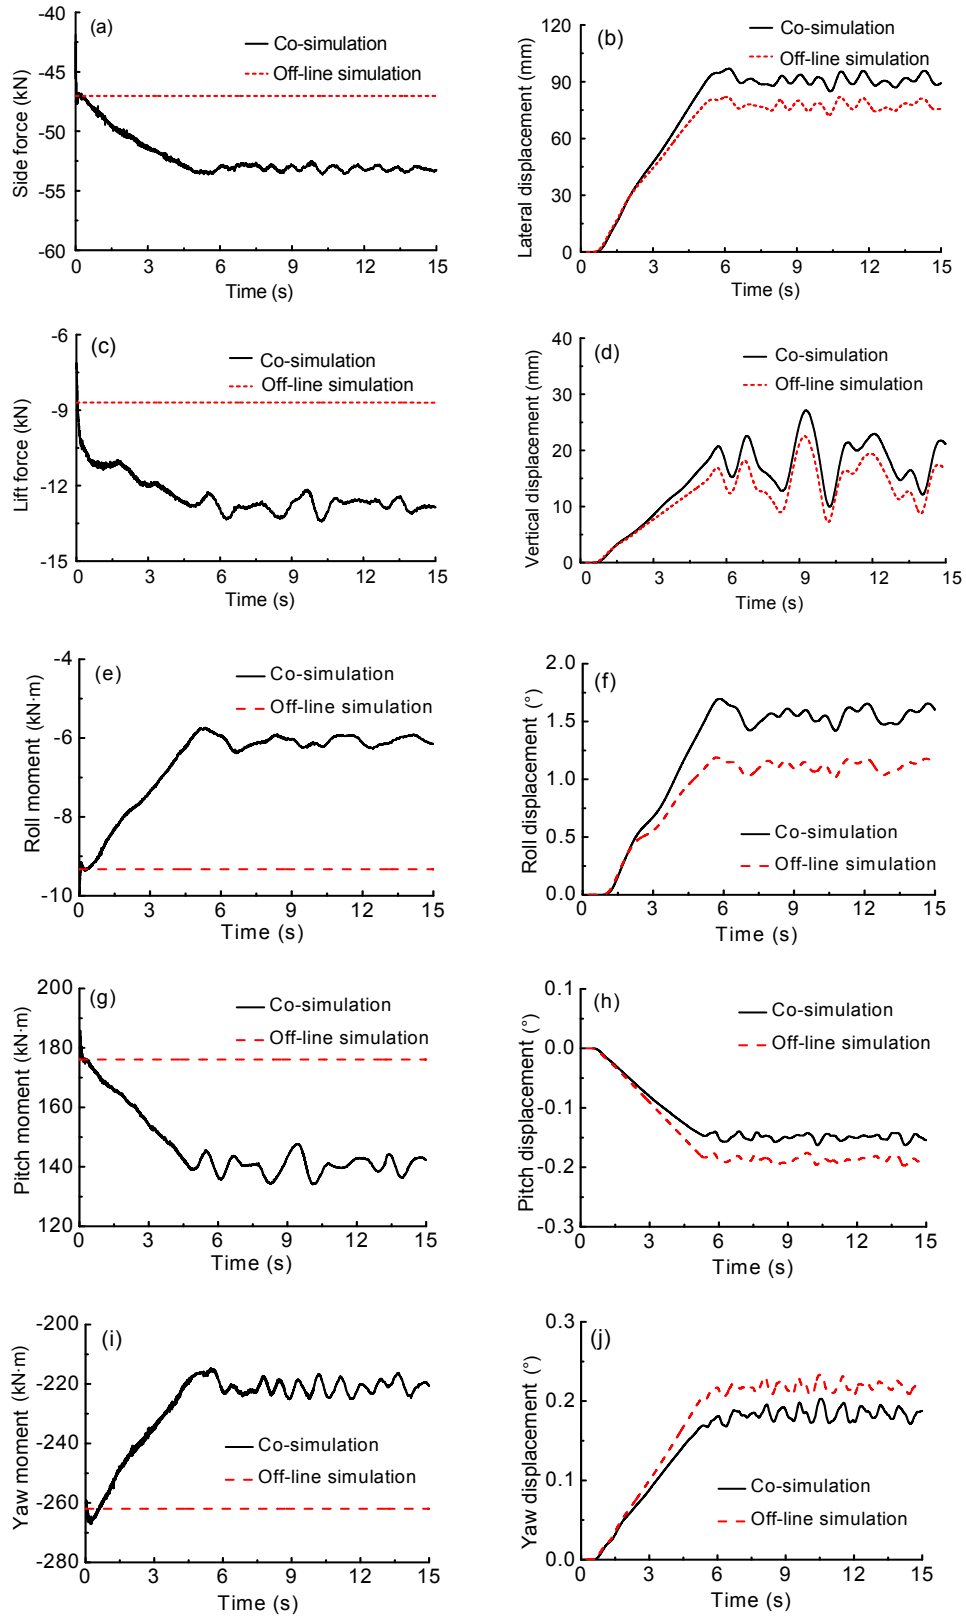 (a)
Co-simulation
Off-line simulation
Side force (kN)
-40
-45
-50
-55
-60
0 3 6 9 12 15
Time (s)
(b)
Co-simulation
Off-line simulation
Lateral displacement (mm)
120
90
60
30
0
0 3 6 9 12 15
Time (s)
(c)
Co-simulation
Off-line simulation
Lift force (kN)
-6
-9
-12
-15
0 3 6 9 12 15
Time (s)
(d)
Co-simulation
Off-line simulation
Vertical displacement (mm)
40
30
20
10
0
0 3 6 9 12 15
Time (s)
(e)
Co-simulation
Off-line simulation
Roll moment (kN·m)
-4
-6
-8
-10
0 3 6 9 12 15
Time (s)
(f)
Co-simulation
Off-line simulation
Roll displacement (°)
2.0
1.5
1.0
0.5
0.0
0 3 6 9 12 15
Time (s)
(g)
Co-simulation
Off-line simulation
Pitch moment (kN·m)
200
180
160
140
120
0 3 6 9 12 15
Time (s)
(h)
Co-simulation
Off-line simulation
Pitch displacement (°)
0.1
0.0
-0.1
-0.2
-0.3
0 3 6 9 12 15
Time (s)
(i)
Co-simulation
Off-line simulation
Yaw moment (kN·m)
-200
-220
-240
-260
-280
0 3 6 9 12 15
Time (s)
(j)
Co-simulation
Off-line simulation
Yaw displacement (°)
0.3
0.2
0.1
0.0
0 3 6 9 12 15
Time (s)